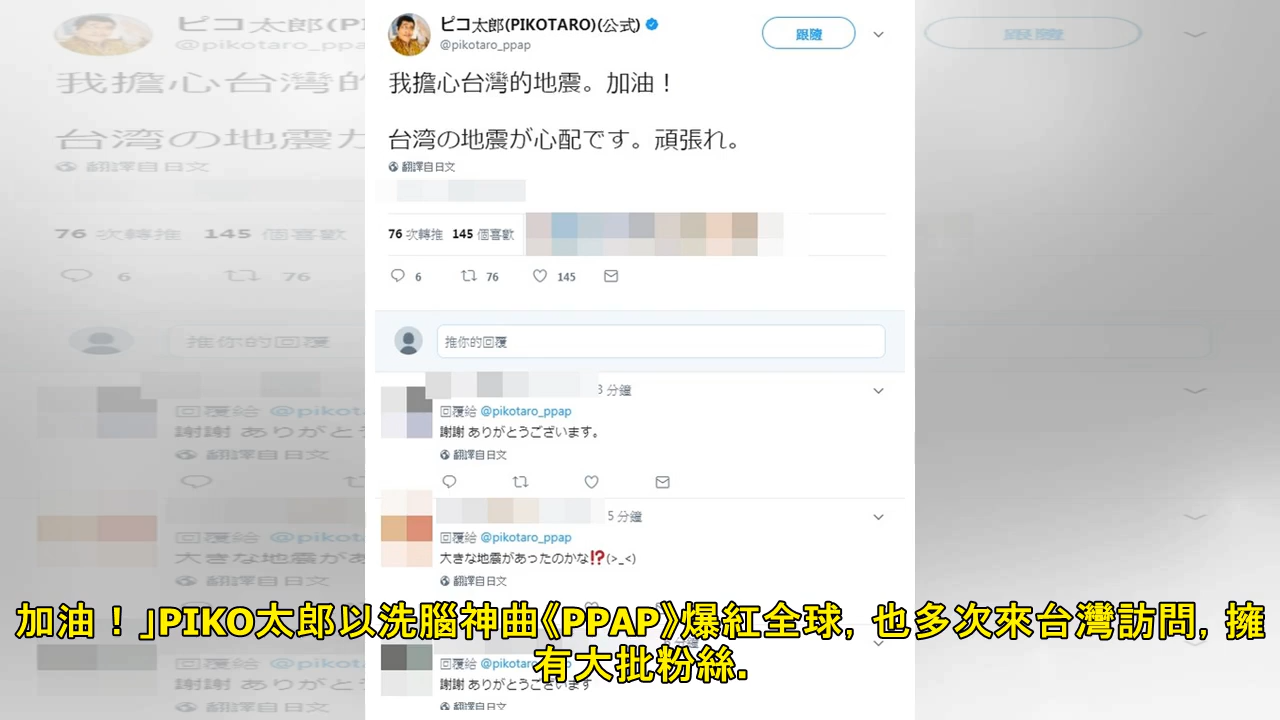 ピコ太郎(PIKOTARO)(公式)
@pikotaro_ppap
跟隨
我擔心台灣的地震。加油！
台湾の地震が心配です。頑張れ。
翻譯自日文
76 次轉推 145 個喜歡
6 76 145
推你的回覆
3 分鐘
回覆給 @pikotaro_ppap
謝謝 ありがとうございます。
翻譯自日文
5 分鐘
回覆給 @pikotaro_ppap
大きな地震があったのかな⁉(>_<)
翻譯自日文
加油！」PIKO太郎以洗腦神曲《PPAP》爆紅全球, 也多次來台灣訪問, 擁
有大批粉絲.
分鐘
回覆給 @pikotaro
謝謝 ありがとうございます
翻譯自日文